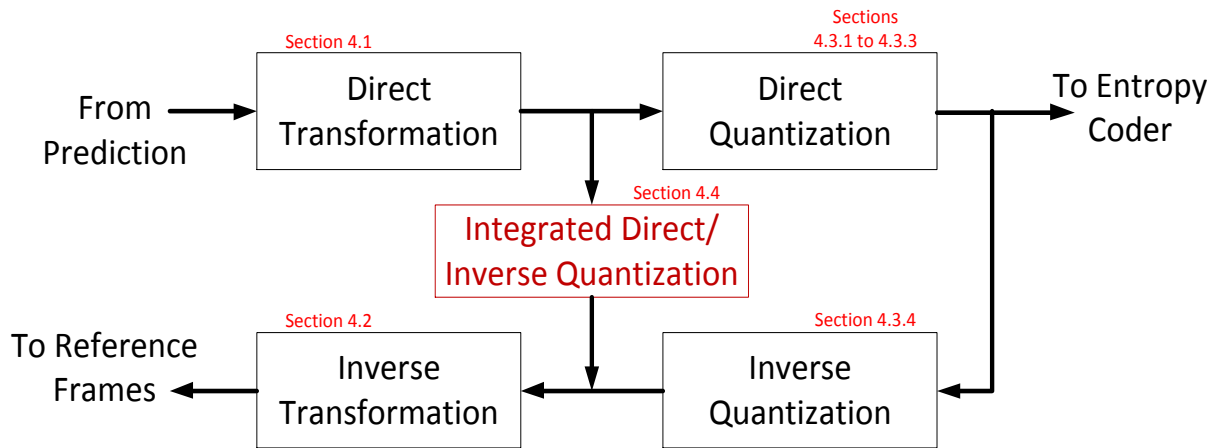 Section 4.1
Sections
4.3.1 to 4.3.3
From
Prediction
Direct
Transformation
Direct
Quantization
To Entropy
Coder
Section 4.4
Integrated Direct/
Inverse Quantization
Section 4.2
Section 4.3.4
To Reference
Frames
Inverse
Transformation
Inverse
Quantization